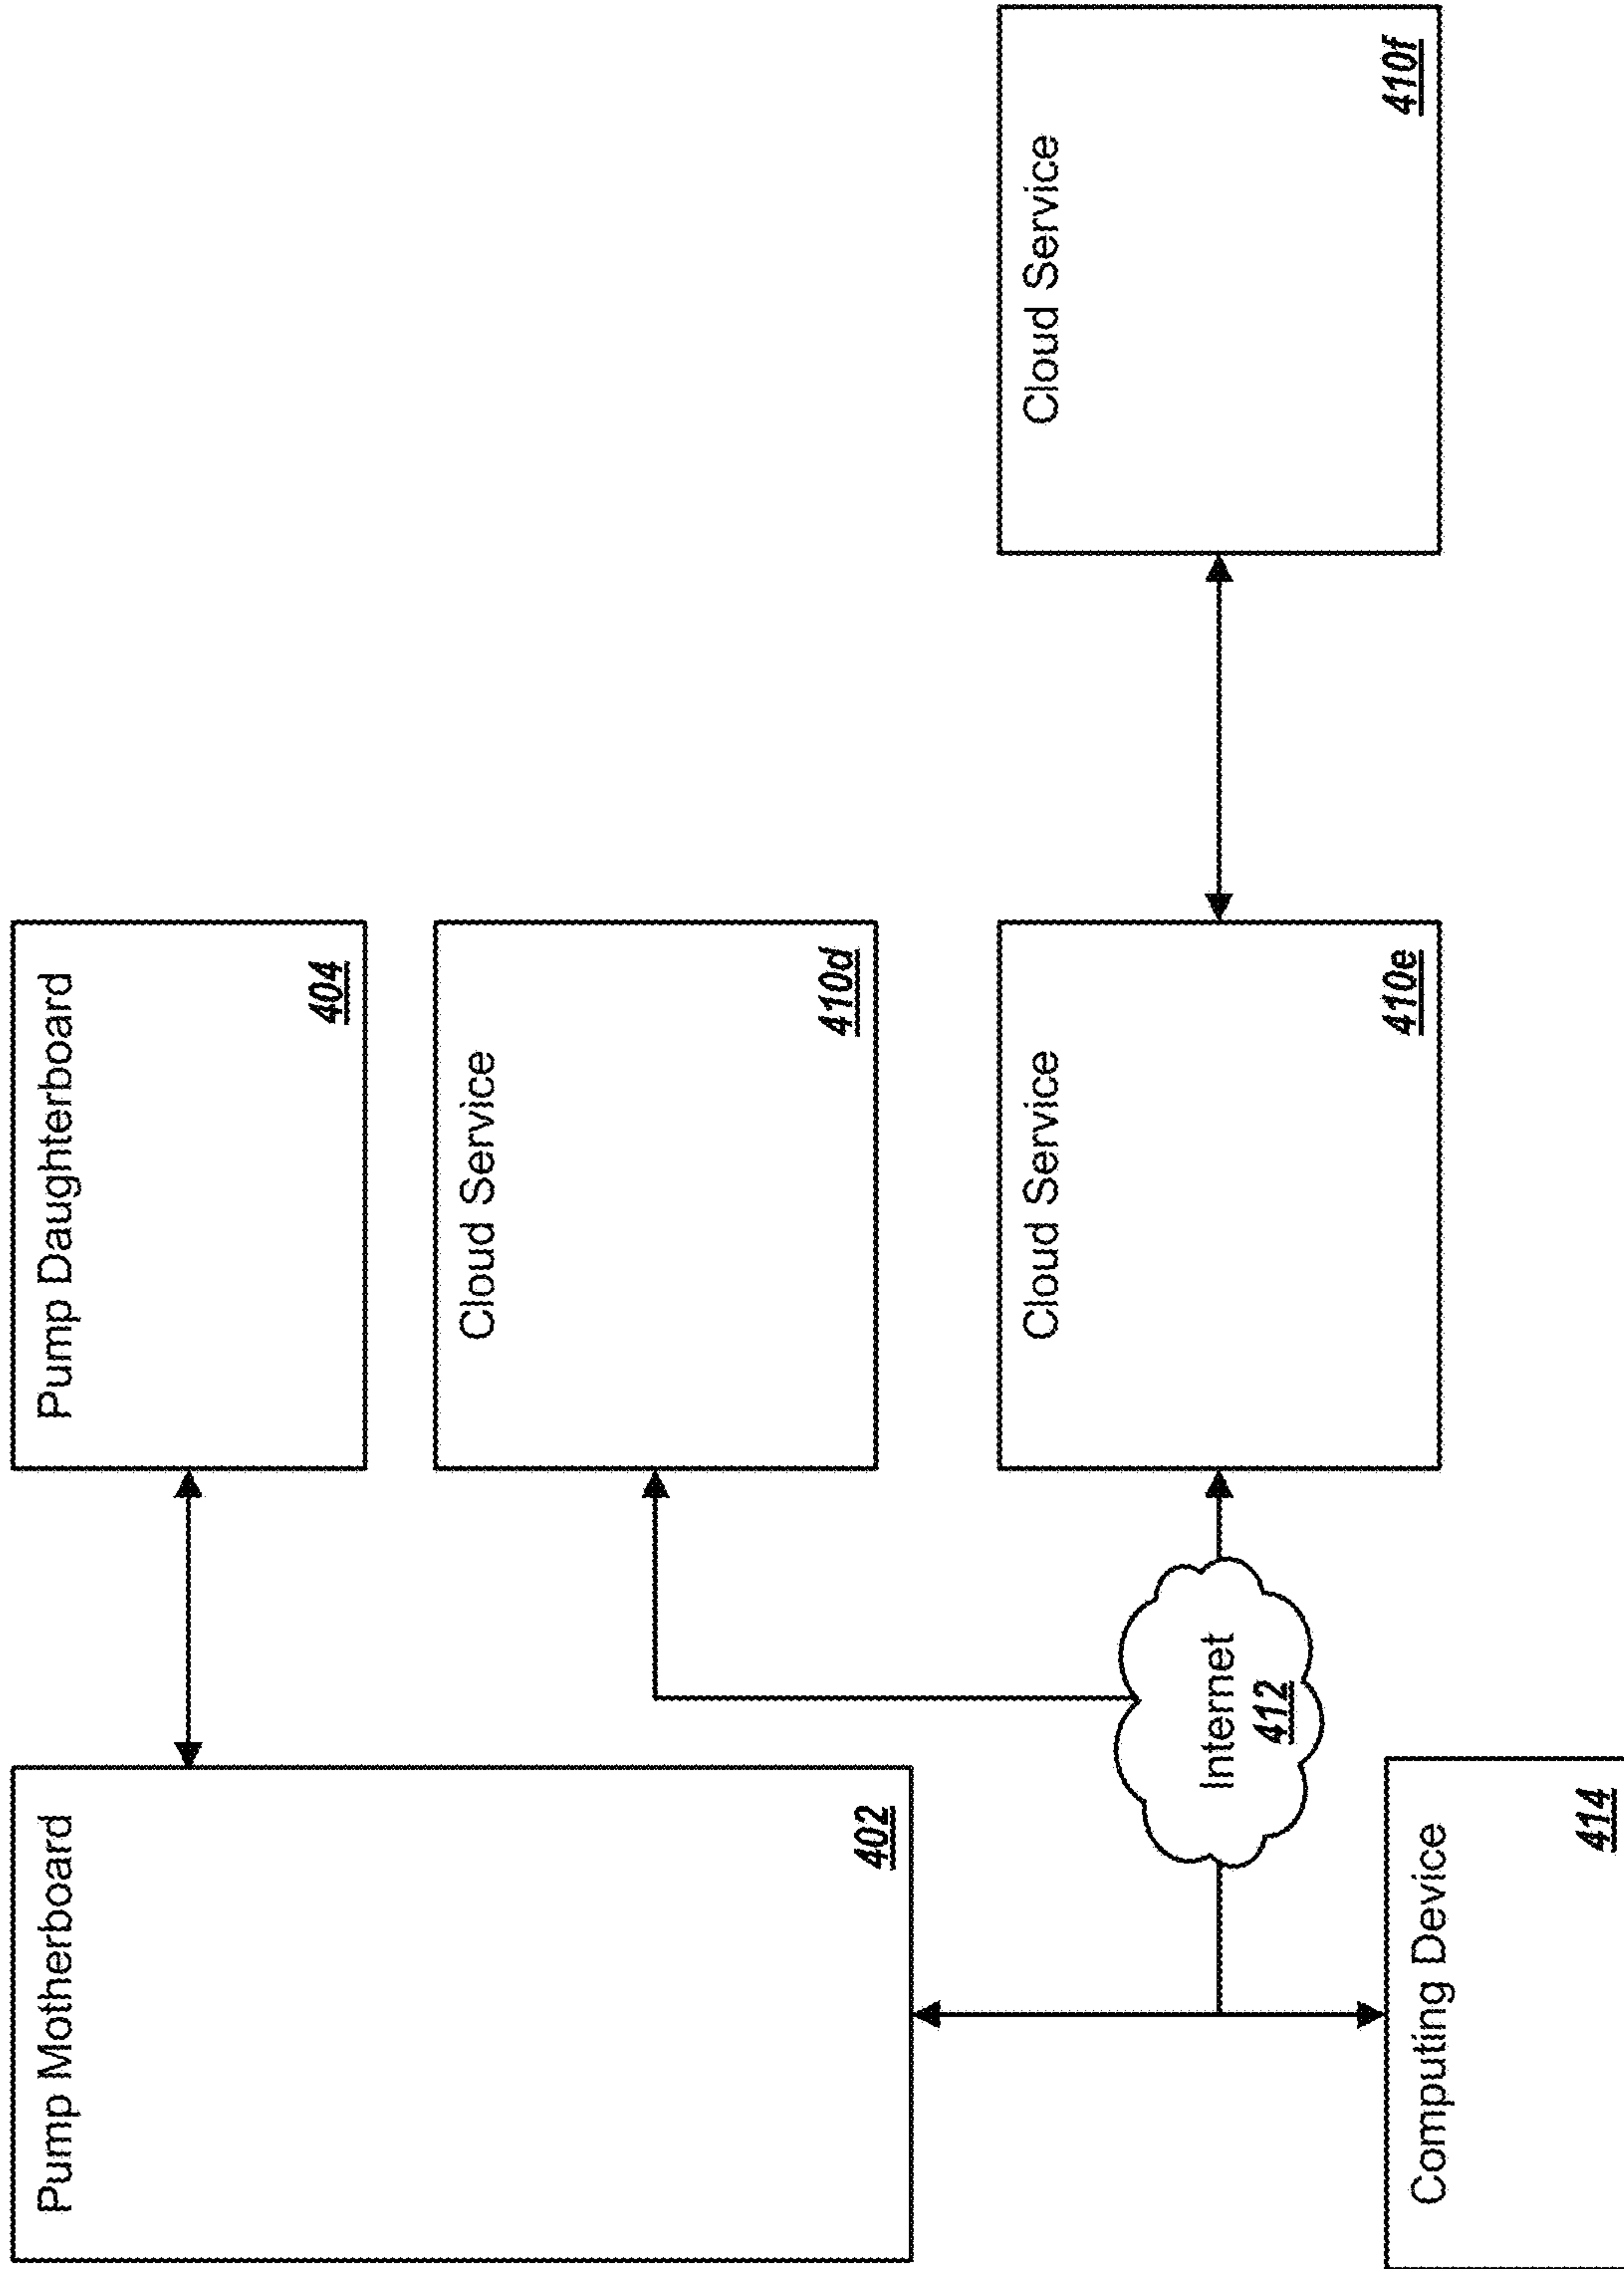 Pump Motherboard
402
Pump Daughterboard
404
Cloud Service
410d
Internet
412
Cloud Service
410e
Cloud Service
410f
Computing Device
414